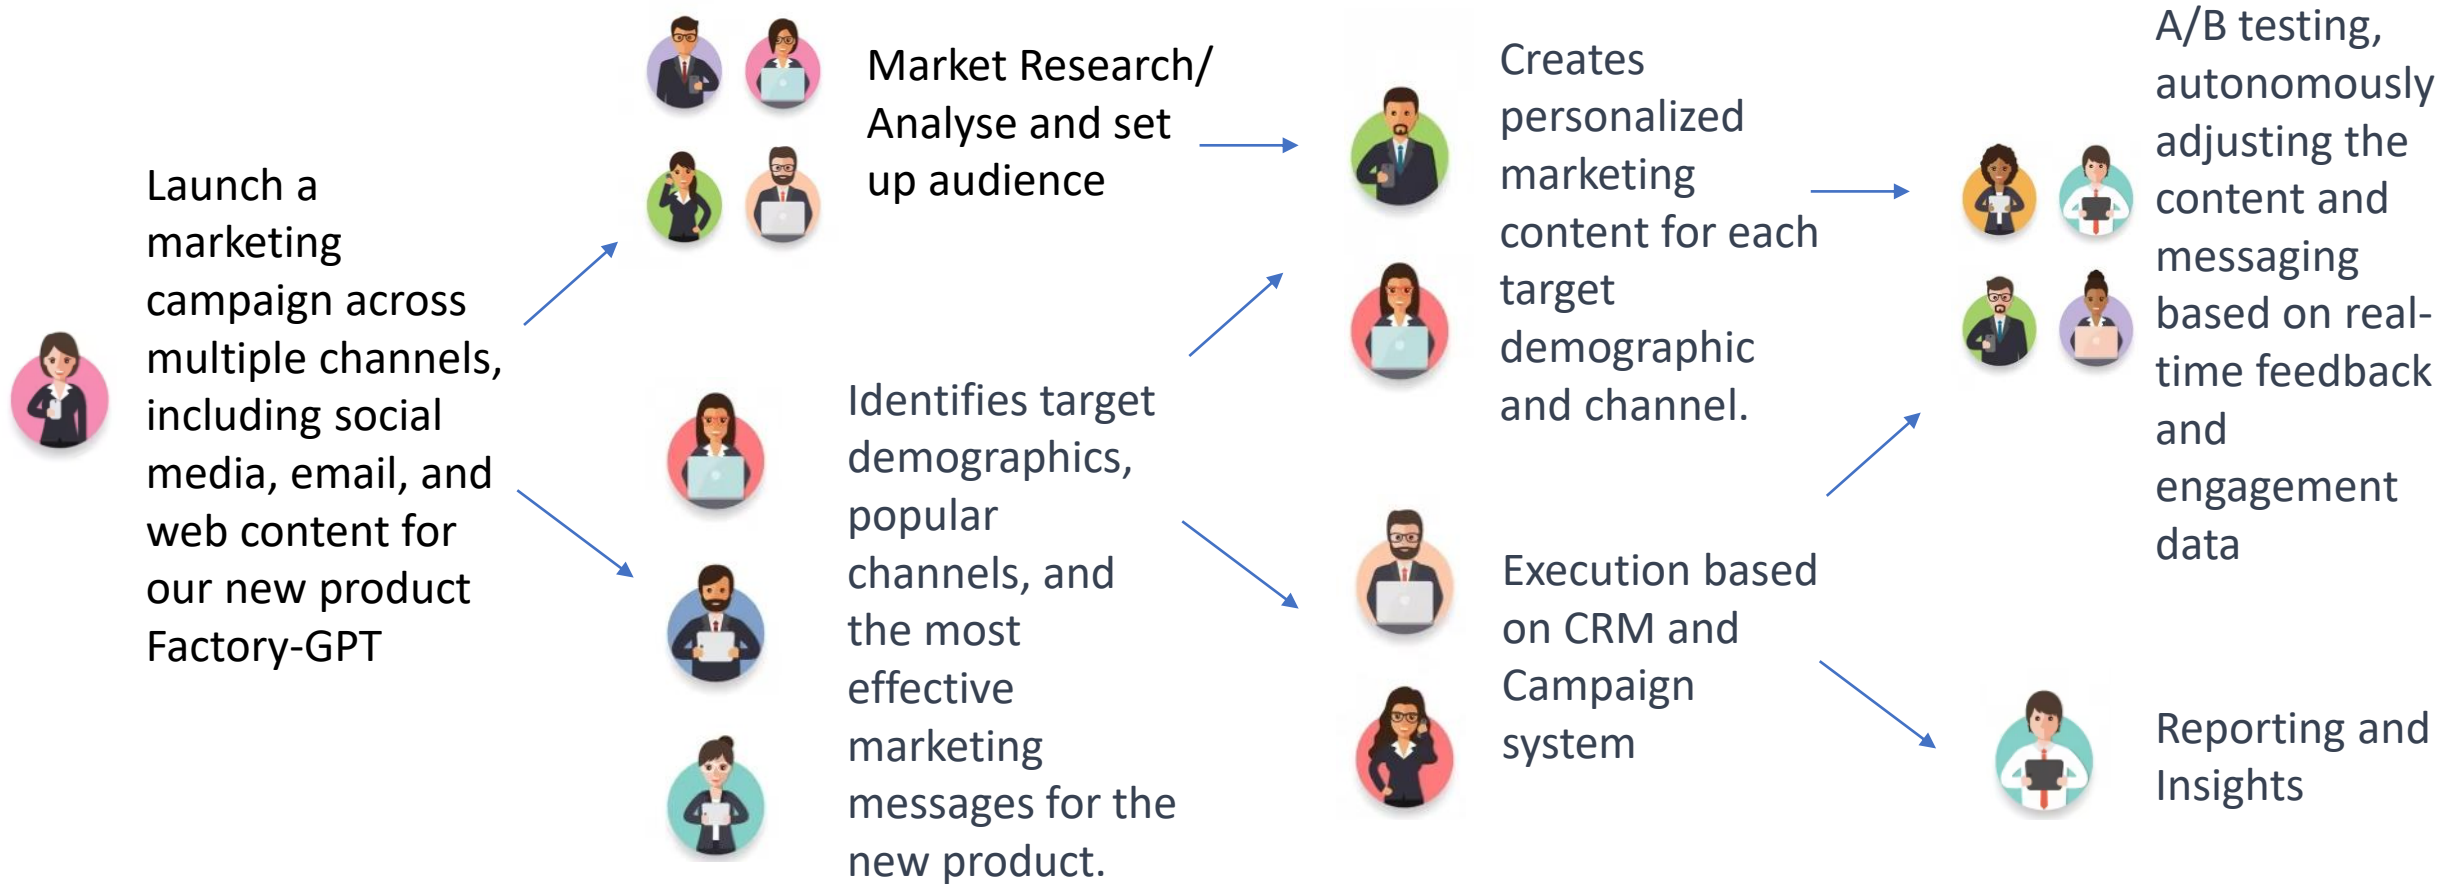 Launch a
marketing
campaign across
multiple channels,
including social
media, email, and
web content for
our new product
Factory-GPT
Market Research/
Analyse and set
up audience
Identifies target
demographics,
popular
channels, and
the most
effective
marketing
messages for the
new product.
Creates
personalized
marketing
content for each
target
demographic
and channel.
Execution based
on CRM and
Campaign
system
A/B testing,
autonomously
adjusting the
content and
messaging
based on real-
time feedback
and
engagement
data
Reporting and
Insights